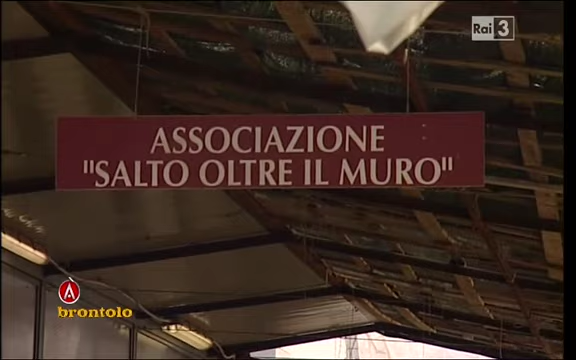 Rai 3
ASSOCIAZIONE
"SALTO OLTRE IL MURO"
A
brontolo